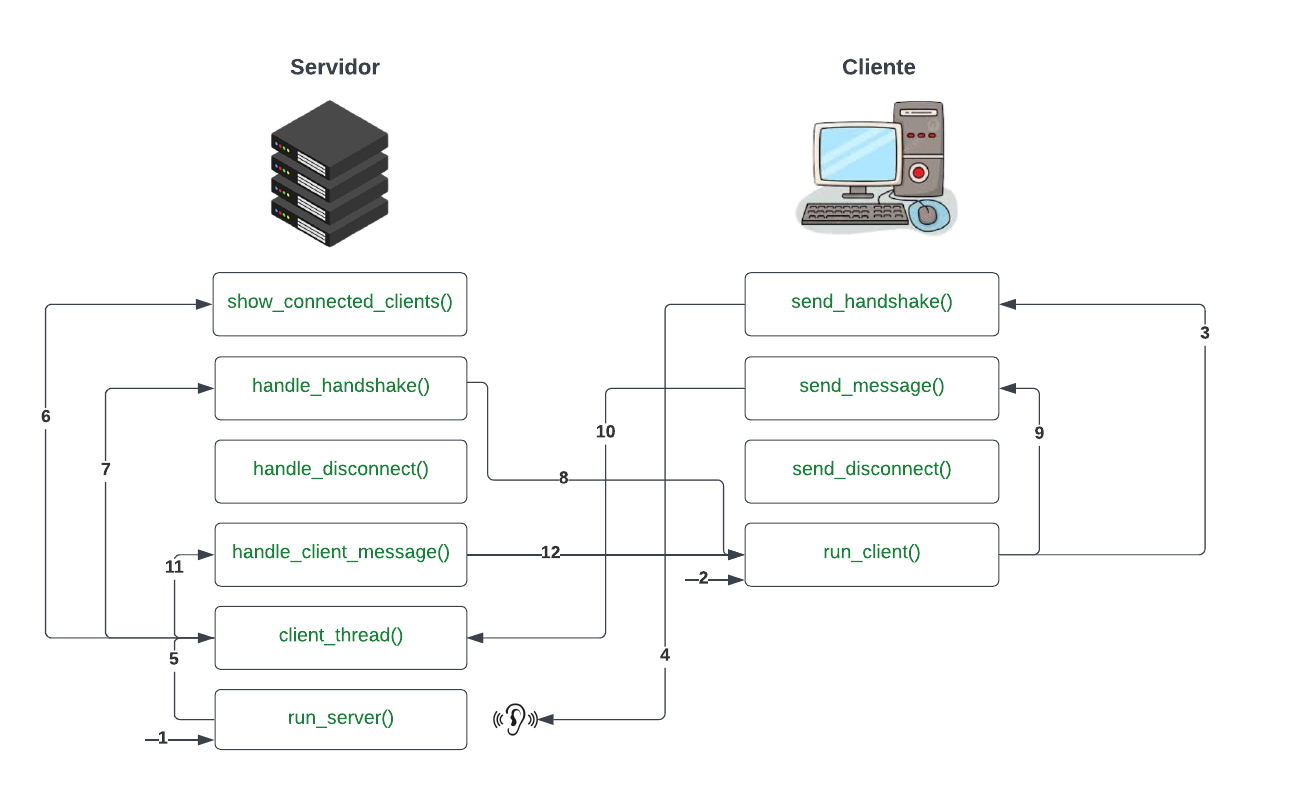 Servidor
Cliente
show_connected_clients()
send_handshake()
3
handle_handshake()
send_message()
6
10
9
7
handle_disconnect()
send_disconnect()
8
handle_client_message()
12
run_client()
11
2
client_thread()
5
4
run_server()
1